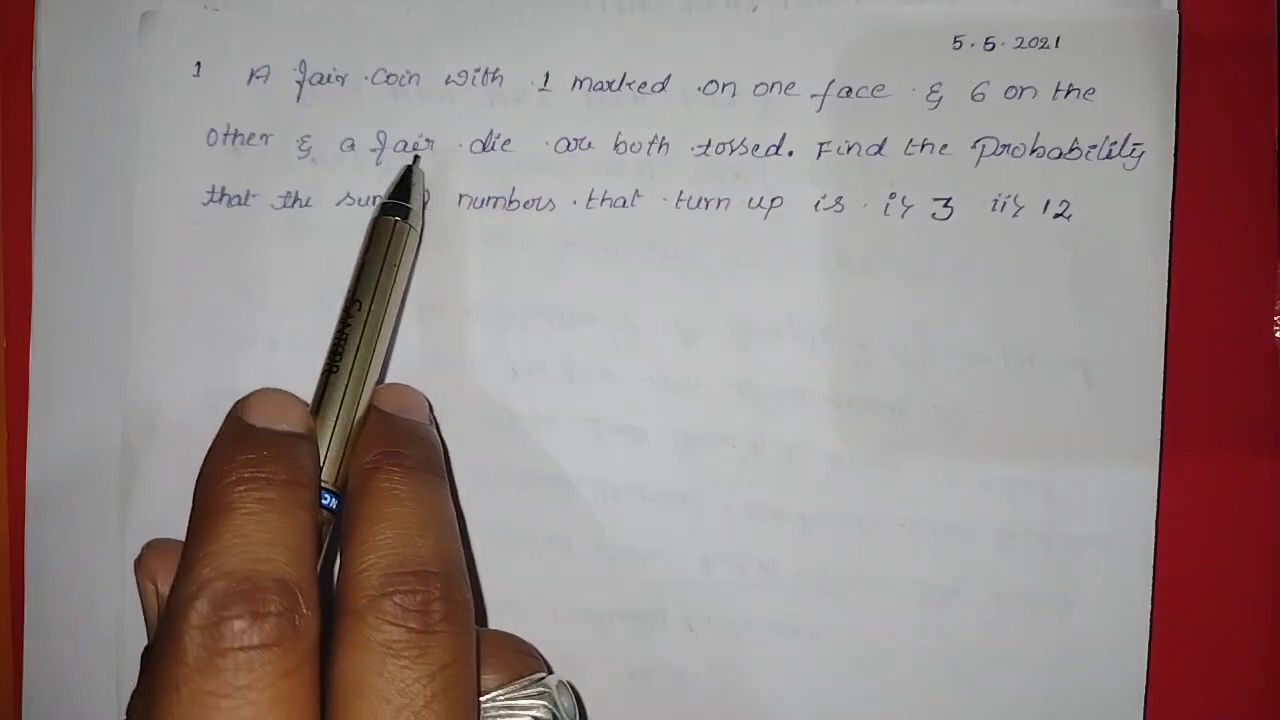 5.5.2021
1 A fair coin with 1 marked on one face & 6 on the
other & a fair die are both tossed. Find the Probability
that the numbers that turn up is i> 3 ii> 12